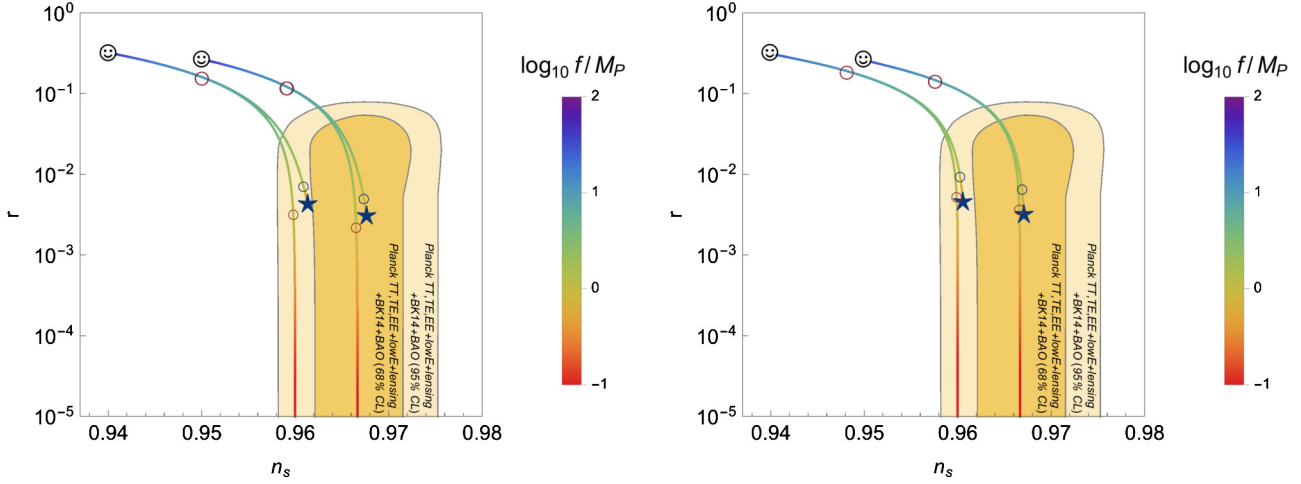 10^0
10^-1
10^-2
10^-3
10^-4
10^-5
r
0.94 0.95 0.96 0.97 0.98
n_s
Planck TT,TE,EE+lowE+lensing
+BK14+BAO (68% CL)
Planck TT,TE,EE+lowE+lensing
+BK14+BAO (95% CL)
log_10 f/M_P
2
1
0
-1
10^0
10^-1
10^-2
10^-3
10^-4
10^-5
r
0.94 0.95 0.96 0.97 0.98
n_s
Planck TT,TE,EE+lowE+lensing
+BK14+BAO (68% CL)
Planck TT,TE,EE+lowE+lensing
+BK14+BAO (95% CL)
log_10 f/M_P
2
1
0
-1